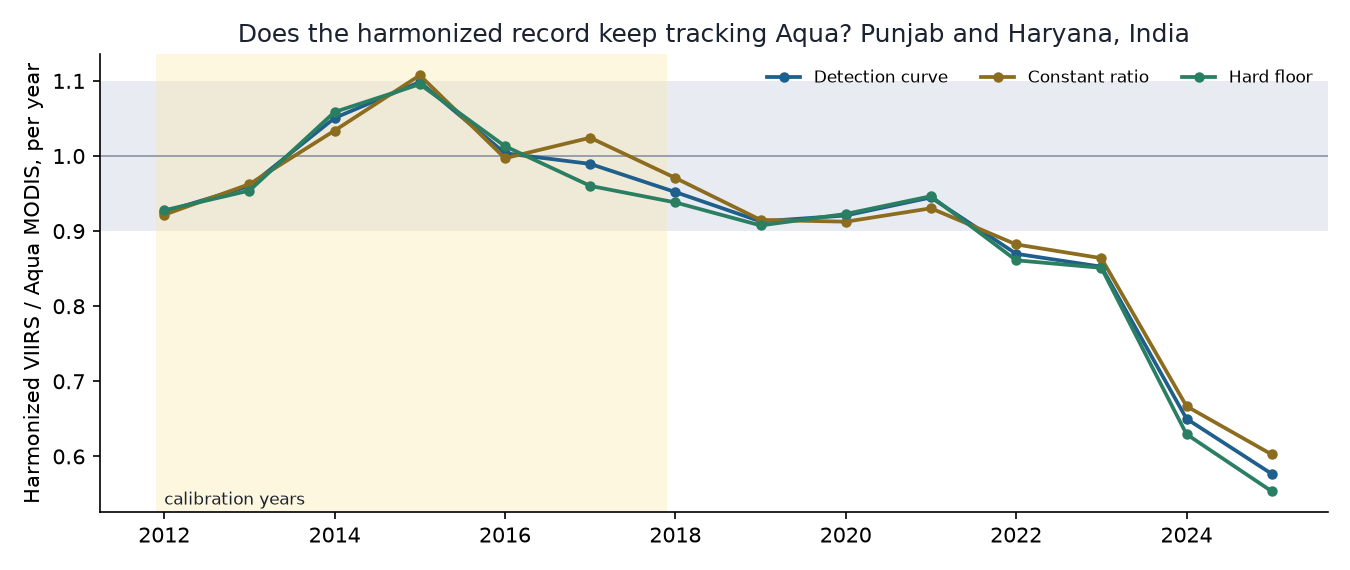 Does the harmonized record keep tracking Aqua? Punjab and Haryana, India
Harmonized VIIRS / Aqua MODIS, per year
Detection curve
Constant ratio
Hard floor
1.1
1.0
0.9
0.8
0.7
0.6
calibration years
2012
2014
2016
2018
2020
2022
2024